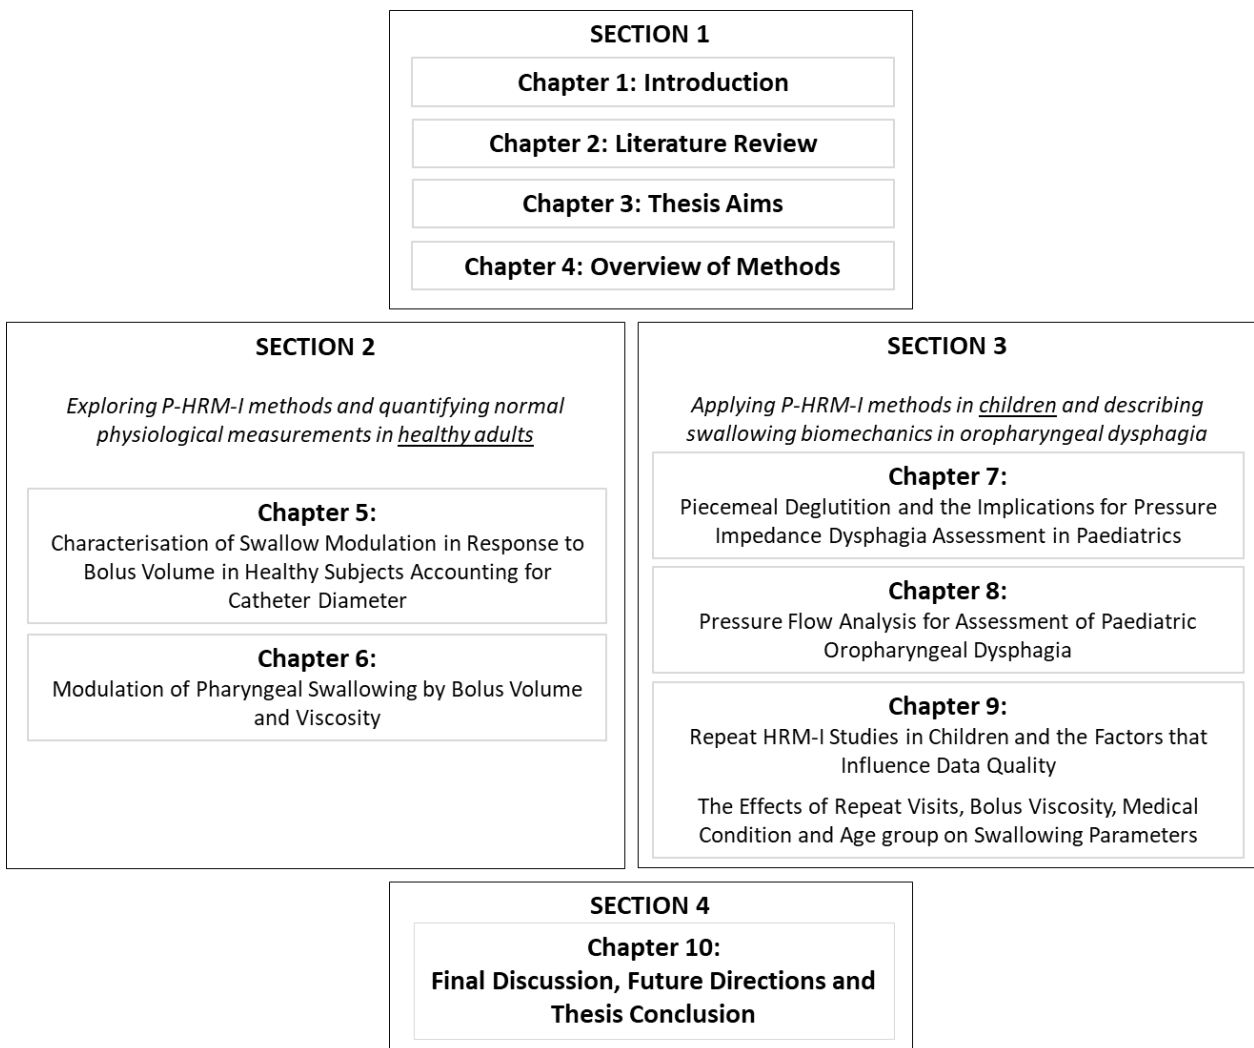 SECTION 1
Chapter 1: Introduction
Chapter 2: Literature Review
Chapter 3: Thesis Aims
Chapter 4: Overview of Methods
SECTION 2
Exploring P-HRM-I methods and quantifying normal
physiological measurements in healthy adults
Chapter 5:
Characterisation of Swallow Modulation in Response to
Bolus Volume in Healthy Subjects Accounting for
Catheter Diameter
Chapter 6:
Modulation of Pharyngeal Swallowing by Bolus Volume
and Viscosity
SECTION 3
Applying P-HRM-I methods in children and describing
swallowing biomechanics in oropharyngeal dysphagia
Chapter 7:
Piecemeal Deglutition and the Implications for Pressure
Impedance Dysphagia Assessment in Paediatrics
Chapter 8:
Pressure Flow Analysis for Assessment of Paediatric
Oropharyngeal Dysphagia
Chapter 9:
Repeat HRM-I Studies in Children and the Factors that
Influence Data Quality
The Effects of Repeat Visits, Bolus Viscosity, Medical
Condition and Age group on Swallowing Parameters
SECTION 4
Chapter 10:
Final Discussion, Future Directions and
Thesis Conclusion